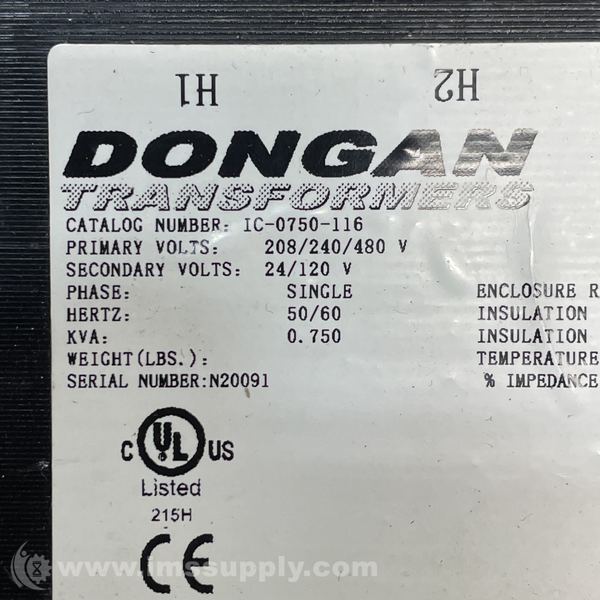 H1 H2
DONGAN
TRANSFORMERS
CATALOG NUMBER: IC-0750-116
PRIMARY VOLTS: 208/240/480 V
SECONDARY VOLTS: 24/120 V
PHASE: SINGLE ENCLOSURE R
HERTZ: 50/60 INSULATION
KVA: 0.750 INSULATION
WEIGHT(LBS.): TEMPERATURE
SERIAL NUMBER:N20091 % IMPEDANCE
C UL US
Listed
215H
CE
www.imssupply.com